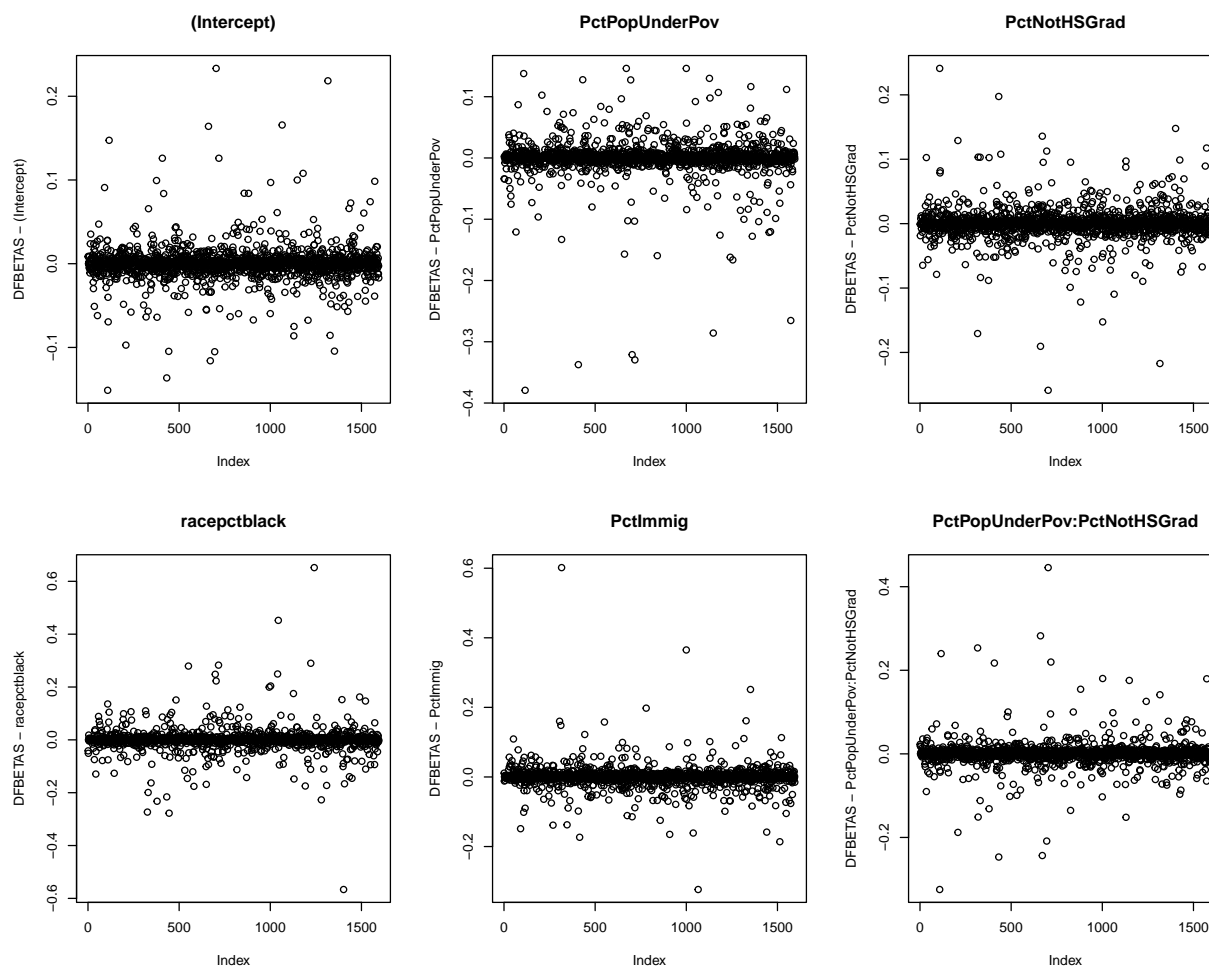 (Intercept)
DFBETAS − (Intercept)
0.2
0.1
0.0
−0.1
0 500 1000 1500
Index
PctPopUnderPov
DFBETAS − PctPopUnderPov
0.1
0.0
−0.1
−0.2
−0.3
−0.4
0 500 1000 1500
Index
PctNotHSGrad
DFBETAS − PctNotHSGrad
0.2
0.1
0.0
−0.1
−0.2
0 500 1000 1500
Index
racepctblack
DFBETAS − racepctblack
0.6
0.4
0.2
0.0
−0.2
−0.4
−0.6
0 500 1000 1500
Index
PctImmig
DFBETAS − PctImmig
0.6
0.4
0.2
0.0
−0.2
0 500 1000 1500
Index
PctPopUnderPov:PctNotHSGrad
DFBETAS − PctPopUnderPov:PctNotHSGrad
0.4
0.2
0.0
−0.2
0 500 1000 1500
Index